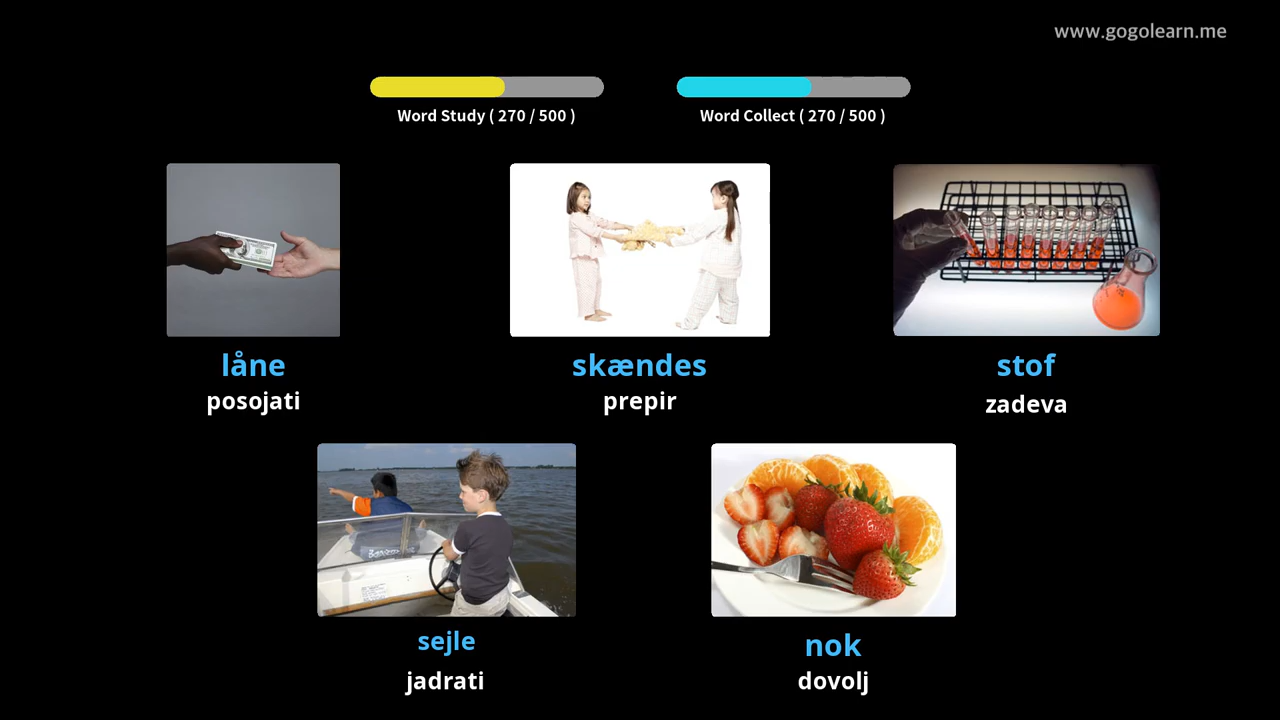 www.gogolearn.me
Word Study ( 270 / 500 )
Word Collect ( 270 / 500 )
låne
posojati
skændes
prepir
stof
zadeva
sejle
jadrati
nok
dovolj